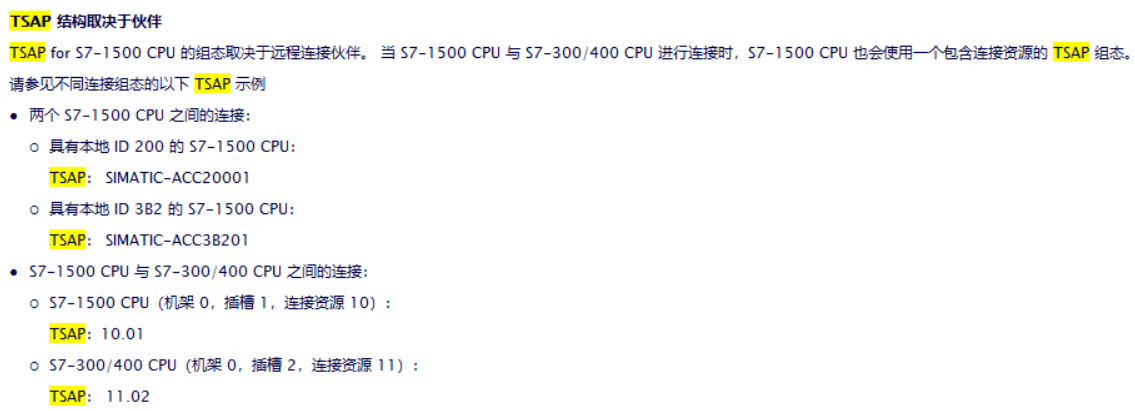 TSAP 结构取决于伙伴
TSAP for S7-1500 CPU 的组态取决于远程连接伙伴。 当 S7-1500 CPU 与 S7-300/400 CPU 进行连接时，S7-1500 CPU 也会使用一个包含连接资源的 TSAP 组态。
请参见不同连接组态的以下 TSAP 示例
● 两个 S7-1500 CPU 之间的连接：
○ 具有本地 ID 200 的 S7-1500 CPU：
TSAP： SIMATIC-ACC20001
○ 具有本地 ID 3B2 的 S7-1500 CPU：
TSAP： SIMATIC-ACC3B201
● S7-1500 CPU 与 S7-300/400 CPU 之间的连接：
○ S7-1500 CPU（机架 0，插槽 1，连接资源 10）：
TSAP：10.01
○ S7-300/400 CPU（机架 0，插槽 2，连接资源 11）：
TSAP： 11.02